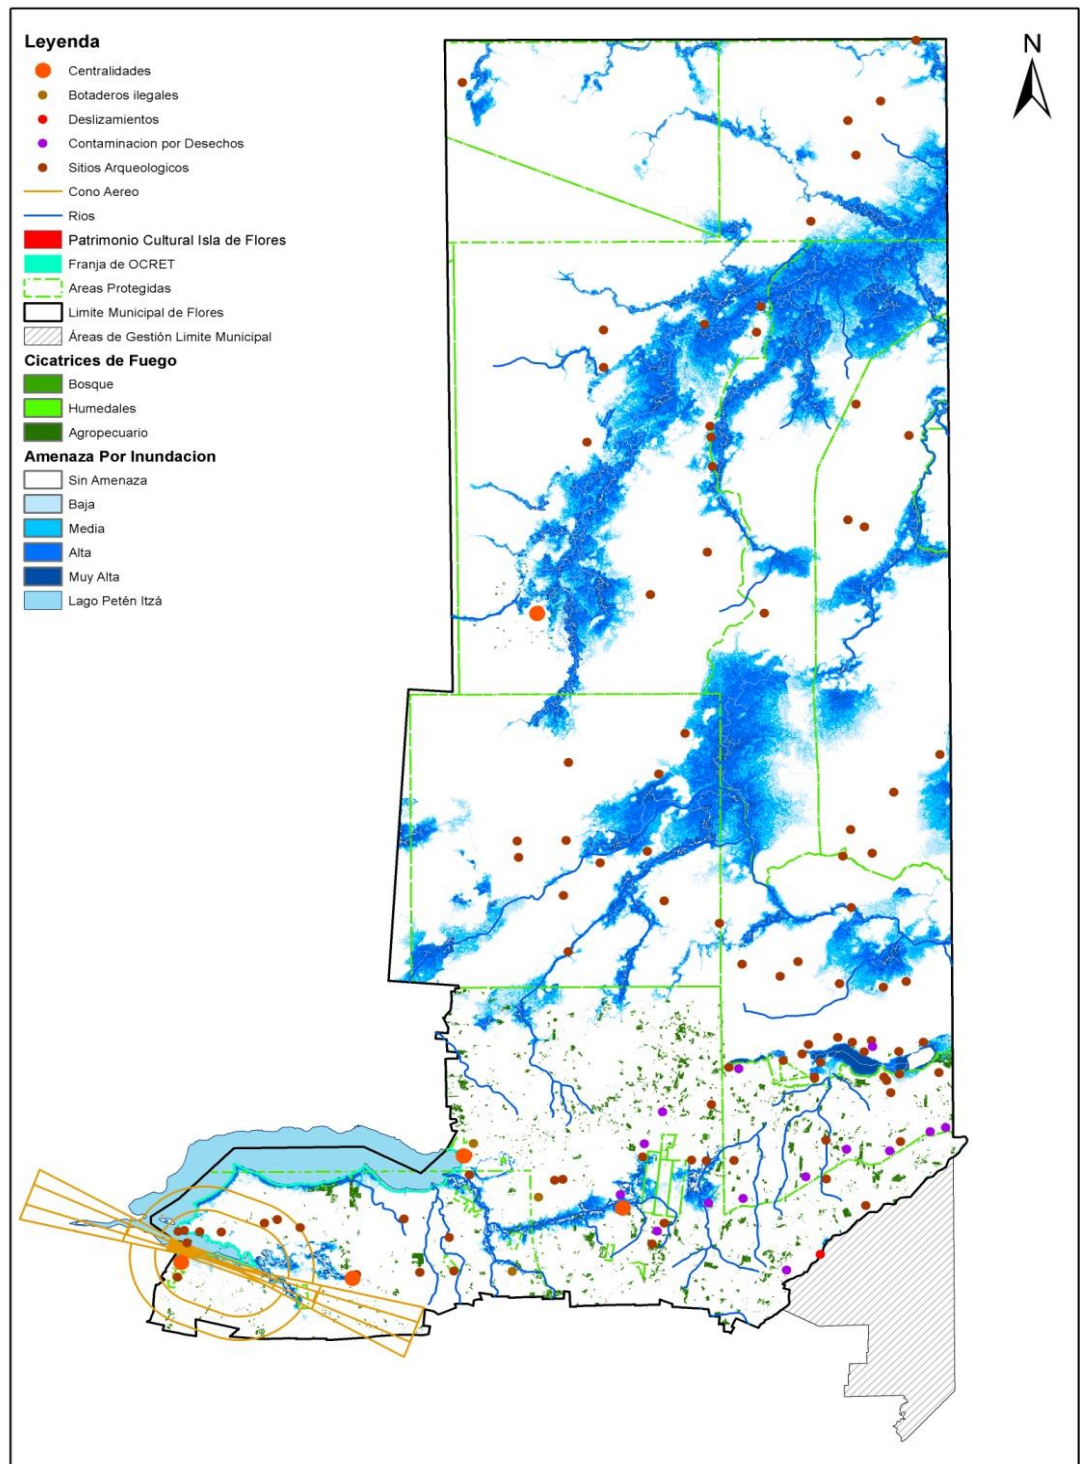 Leyenda
Centralidades
Botaderos ilegales
Deslizamientos
Contaminacion por Desechos
Sitios Arqueologicos
Cono Aereo
Rios
Patrimonio Cultural Isla de Flores
Franja de OCRET
Areas Protegidas
Limite Municipal de Flores
Áreas de Gestión Limite Municipal
Cicatrices de Fuego
Bosque
Humedales
Agropecuario
Amenaza Por Inundacion
Sin Amenaza
Baja
Media
Alta
Muy Alta
Lago Petén Itzá
N